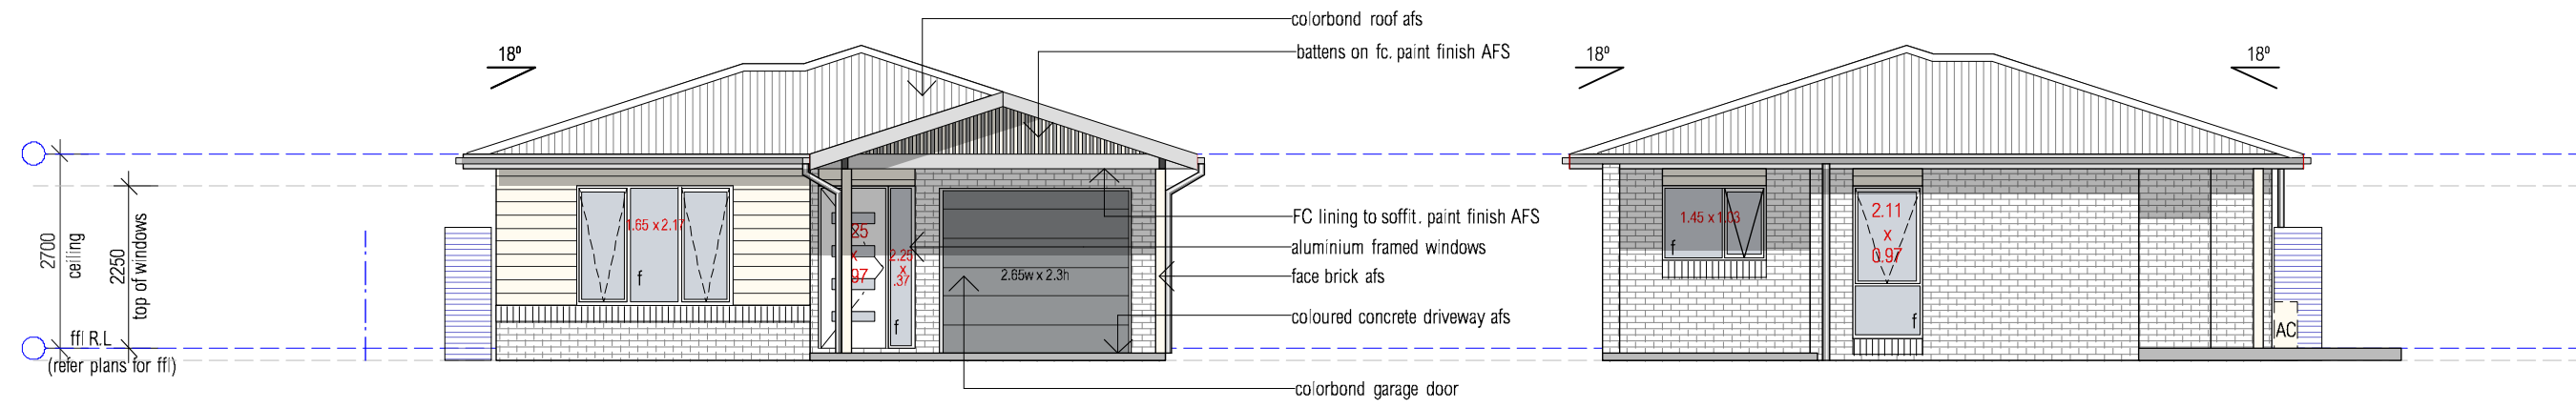 18º
colorbond roof afs
battens on fc. paint finish AFS
18º
18º
2700
ceiling
2250
top of windows
ffl R.L
(refer plans for ffl)
1.65 x 2.17
f
x
2.25
x
.37
f
2.65w x 2.3h
FC lining to soffit. paint finish AFS
aluminium framed windows
face brick afs
coloured concrete driveway afs
colorbond garage door
1.45 x 1.03
f
2.11
x
0.97
f
AC